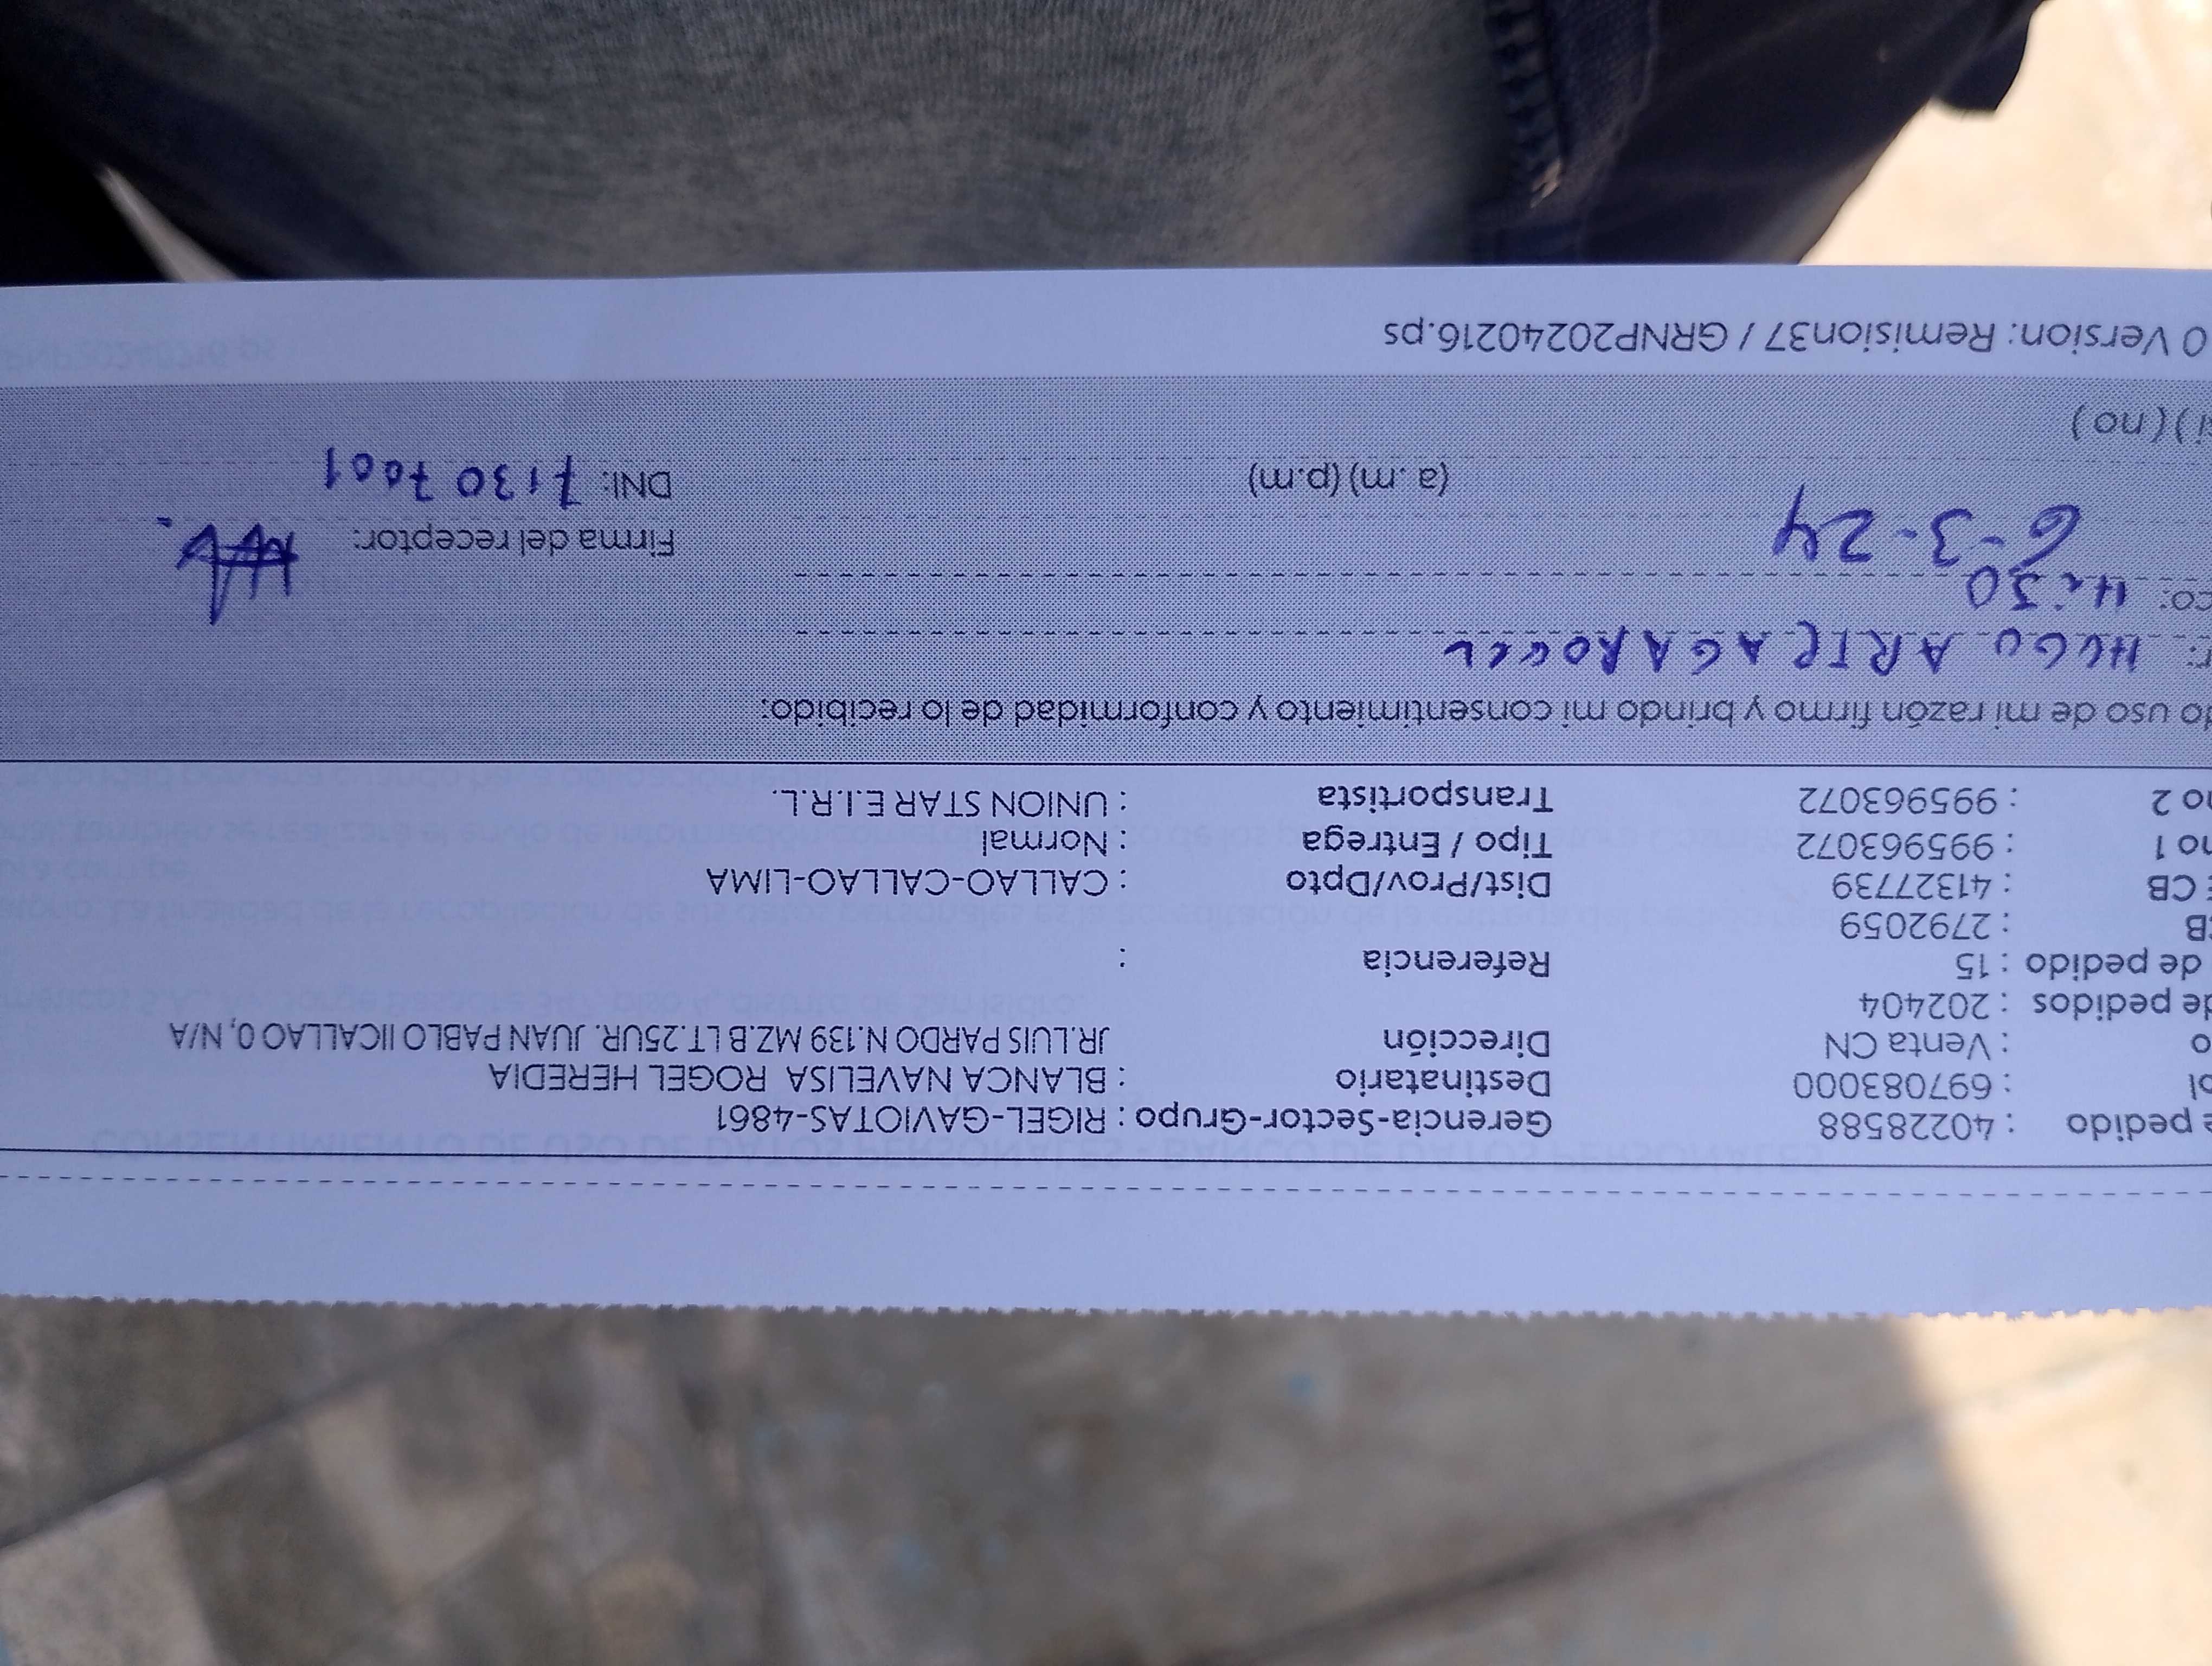 e pedido : 40228588 Gerencia-Sector-Grupo : RIGEL-GAVIOTAS-4861
ol : 697083000 Destinatario : BLANCA NAVELISA ROGEL HEREDIA
o : Venta CN Dirección JR.LUIS PARDO N.139 MZ.B LT.25UR. JUAN PABLO IICALLAO 0, N/A
de pedidos : 202404
de pedido : 15 Referencia :
CB : 2792059
E CB : 41327739 Dist/Prov/Dpto : CALLAO-CALLAO-LIMA
no 1 : 995963072 Tipo / Entrega : Normal
no 2 : 995963072 Transportista : UNION STAR E.I.R.L.
do uso de mi razón firmo y brindo mi consentimiento y conformidad de lo recibido:
r: HUGO ARTEAGA ROGEL
co: H:30
6-3-24 Firma del receptor:
(a.m) (p.m) DNI: 71307001
i ) ( no )
0 Version: Remision37 / GRNP20240216.ps